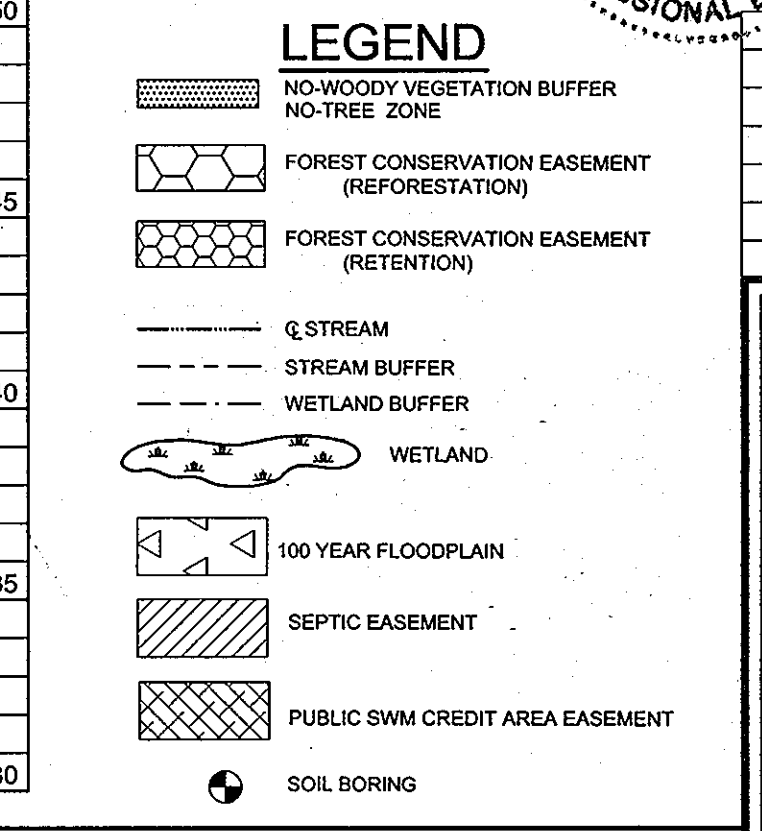 LEGEND
NO-WOODY VEGETATION BUFFER
NO-TREE ZONE
FOREST CONSERVATION EASEMENT
(REFORESTATION)
FOREST CONSERVATION EASEMENT
(RETENTION)
℄ STREAM
STREAM BUFFER
WETLAND BUFFER
WETLAND
100 YEAR FLOODPLAIN
SEPTIC EASEMENT
PUBLIC SWM CREDIT AREA EASEMENT
SOIL BORING